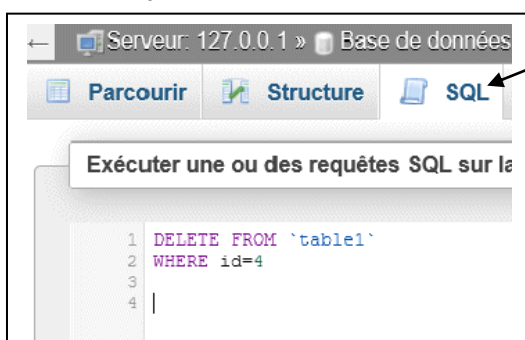 ← Serveur: 127.0.0.1 » Base de données
Parcourir Structure SQL
Exécuter une ou des requêtes SQL sur la
1 DELETE FROM `table1`
2 WHERE id=4
3
4